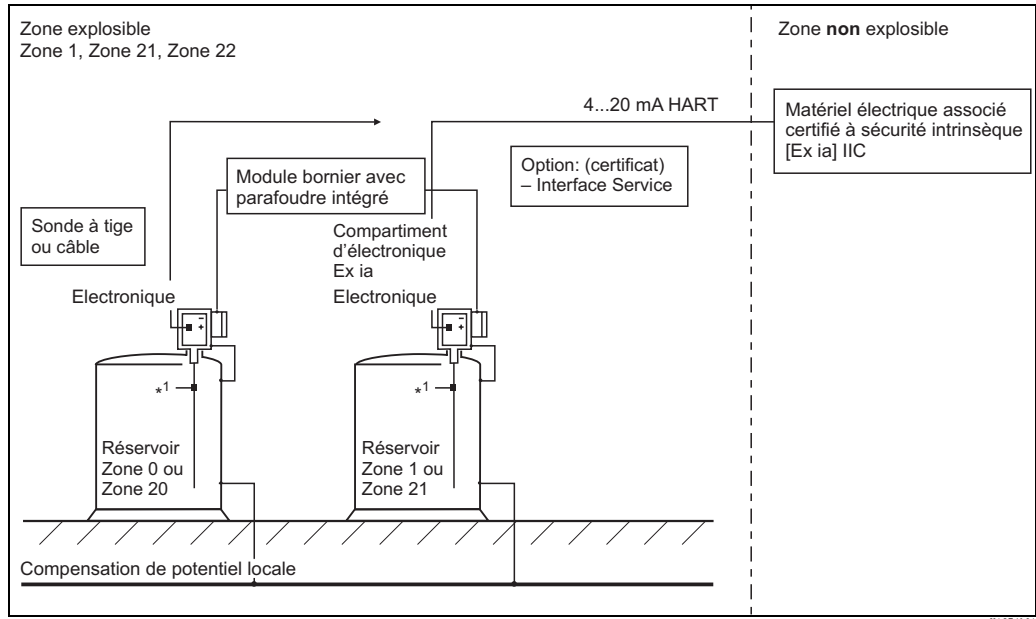 Zone explosible
Zone 1, Zone 21, Zone 22
Zone non explosible
4...20 mA HART
Matériel électrique associé
certifié à sécurité intrinsèque
[Ex ia] IIC
Option: (certificat)
– Interface Service
Module bornier avec
parafoudre intégré
Sonde à tige
ou câble
Compartiment
d'électronique
Ex ia
Electronique
Electronique
–
+
–
+
*1
*1
Réservoir
Zone 0 ou
Zone 20
Réservoir
Zone 1 ou
Zone 21
Compensation de potentiel locale